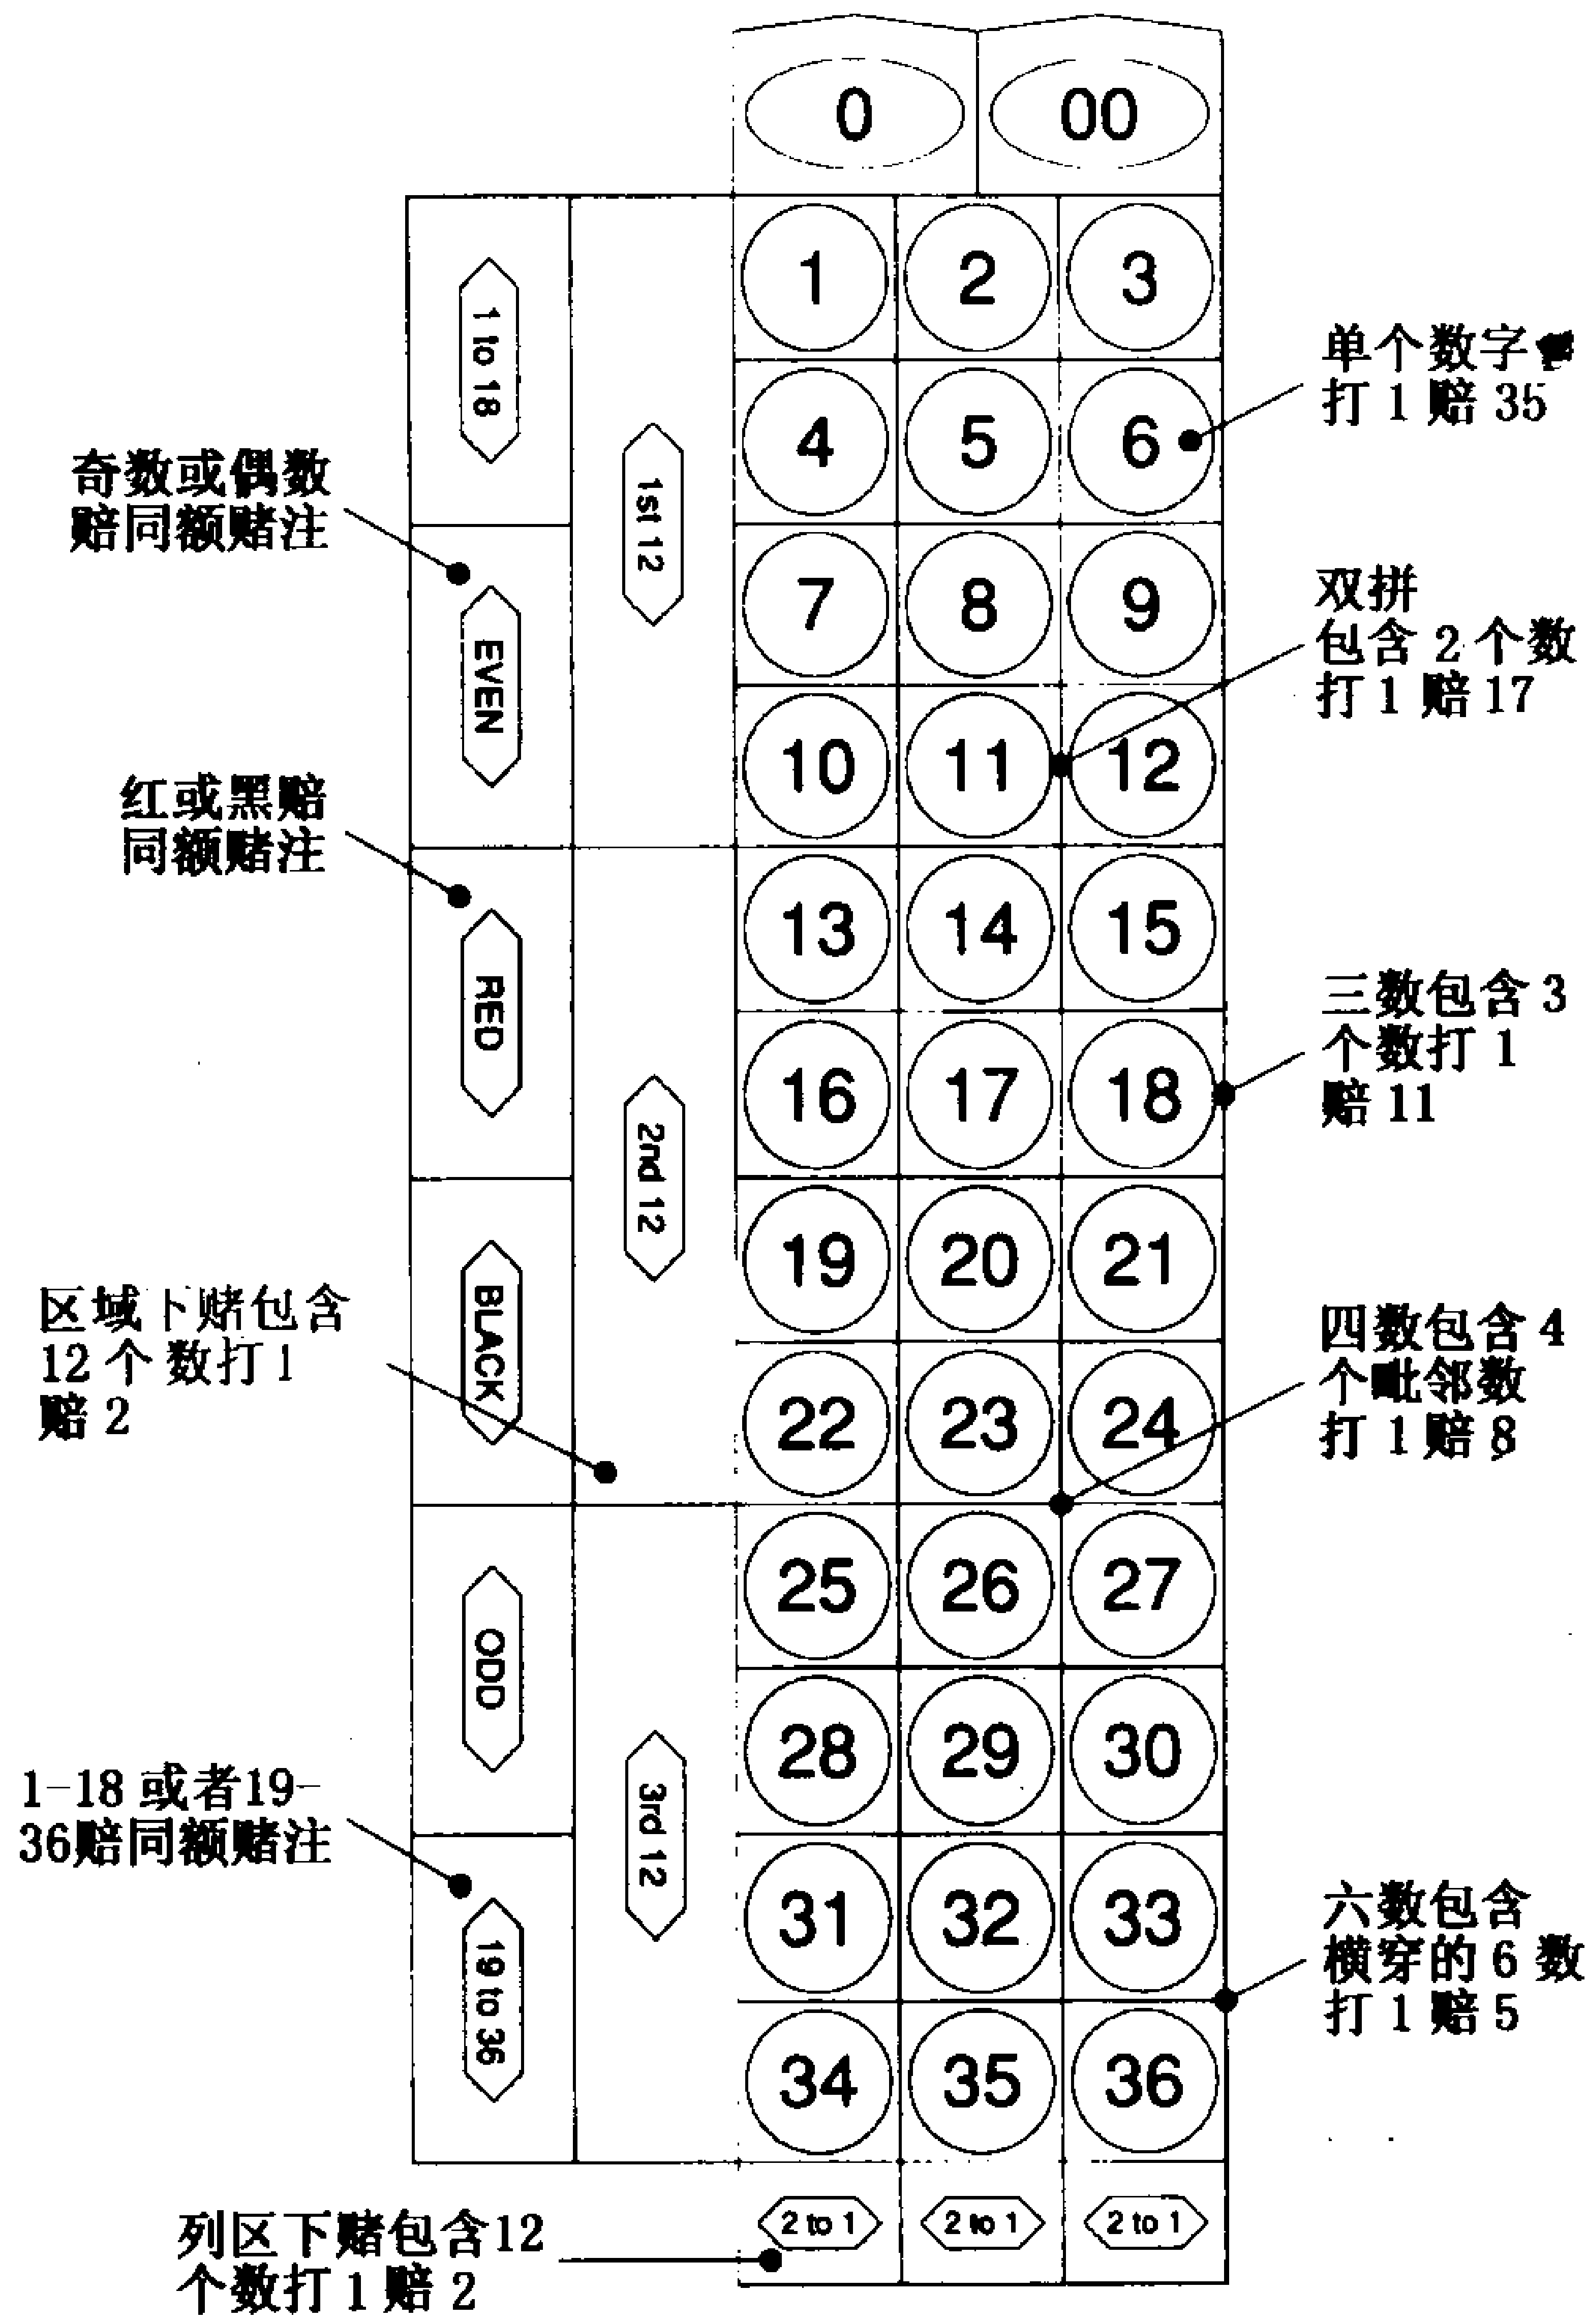 0 00
1 2 3
4 5 6
7 8 9
10 11 12
13 14 15
16 17 18
19 20 21
22 23 24
25 26 27
28 29 30
31 32 33
34 35 36
2 to 1 2 to 1 2 to 1
1st 12
2nd 12
3rd 12
1 to 18
EVEN
RED
BLACK
ODD
19 to 36
奇数或偶数
赔同额赌注
红或黑赔
同额赌注
区域下赌包含
12 个数打1
赔 2
1-18 或者19-
36赔同额赌注
列区下赌包含12
个数打 1 赔 2
单个数字
打 1 赔 35
双拼
包含 2 个数
打 1 赔 17
三数包含 3
个数打 1
赔 11
四数包含 4
个毗邻数
打 1 赔 8
六数包含
横穿的 6 数
打 1 赔 5